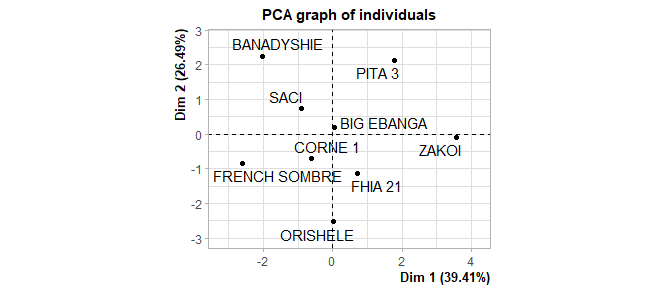 PCA graph of individuals
3
BANADYSHIE
2
PITA 3
SACI
1
BIG EBANGA
0
CORNE 1
ZAKOI
-1
FRENCH SOMBRE
FHIA 21
-2
ORISHELE
-3
Dim 2 (26.49%)
-2 0 2 4
Dim 1 (39.41%)